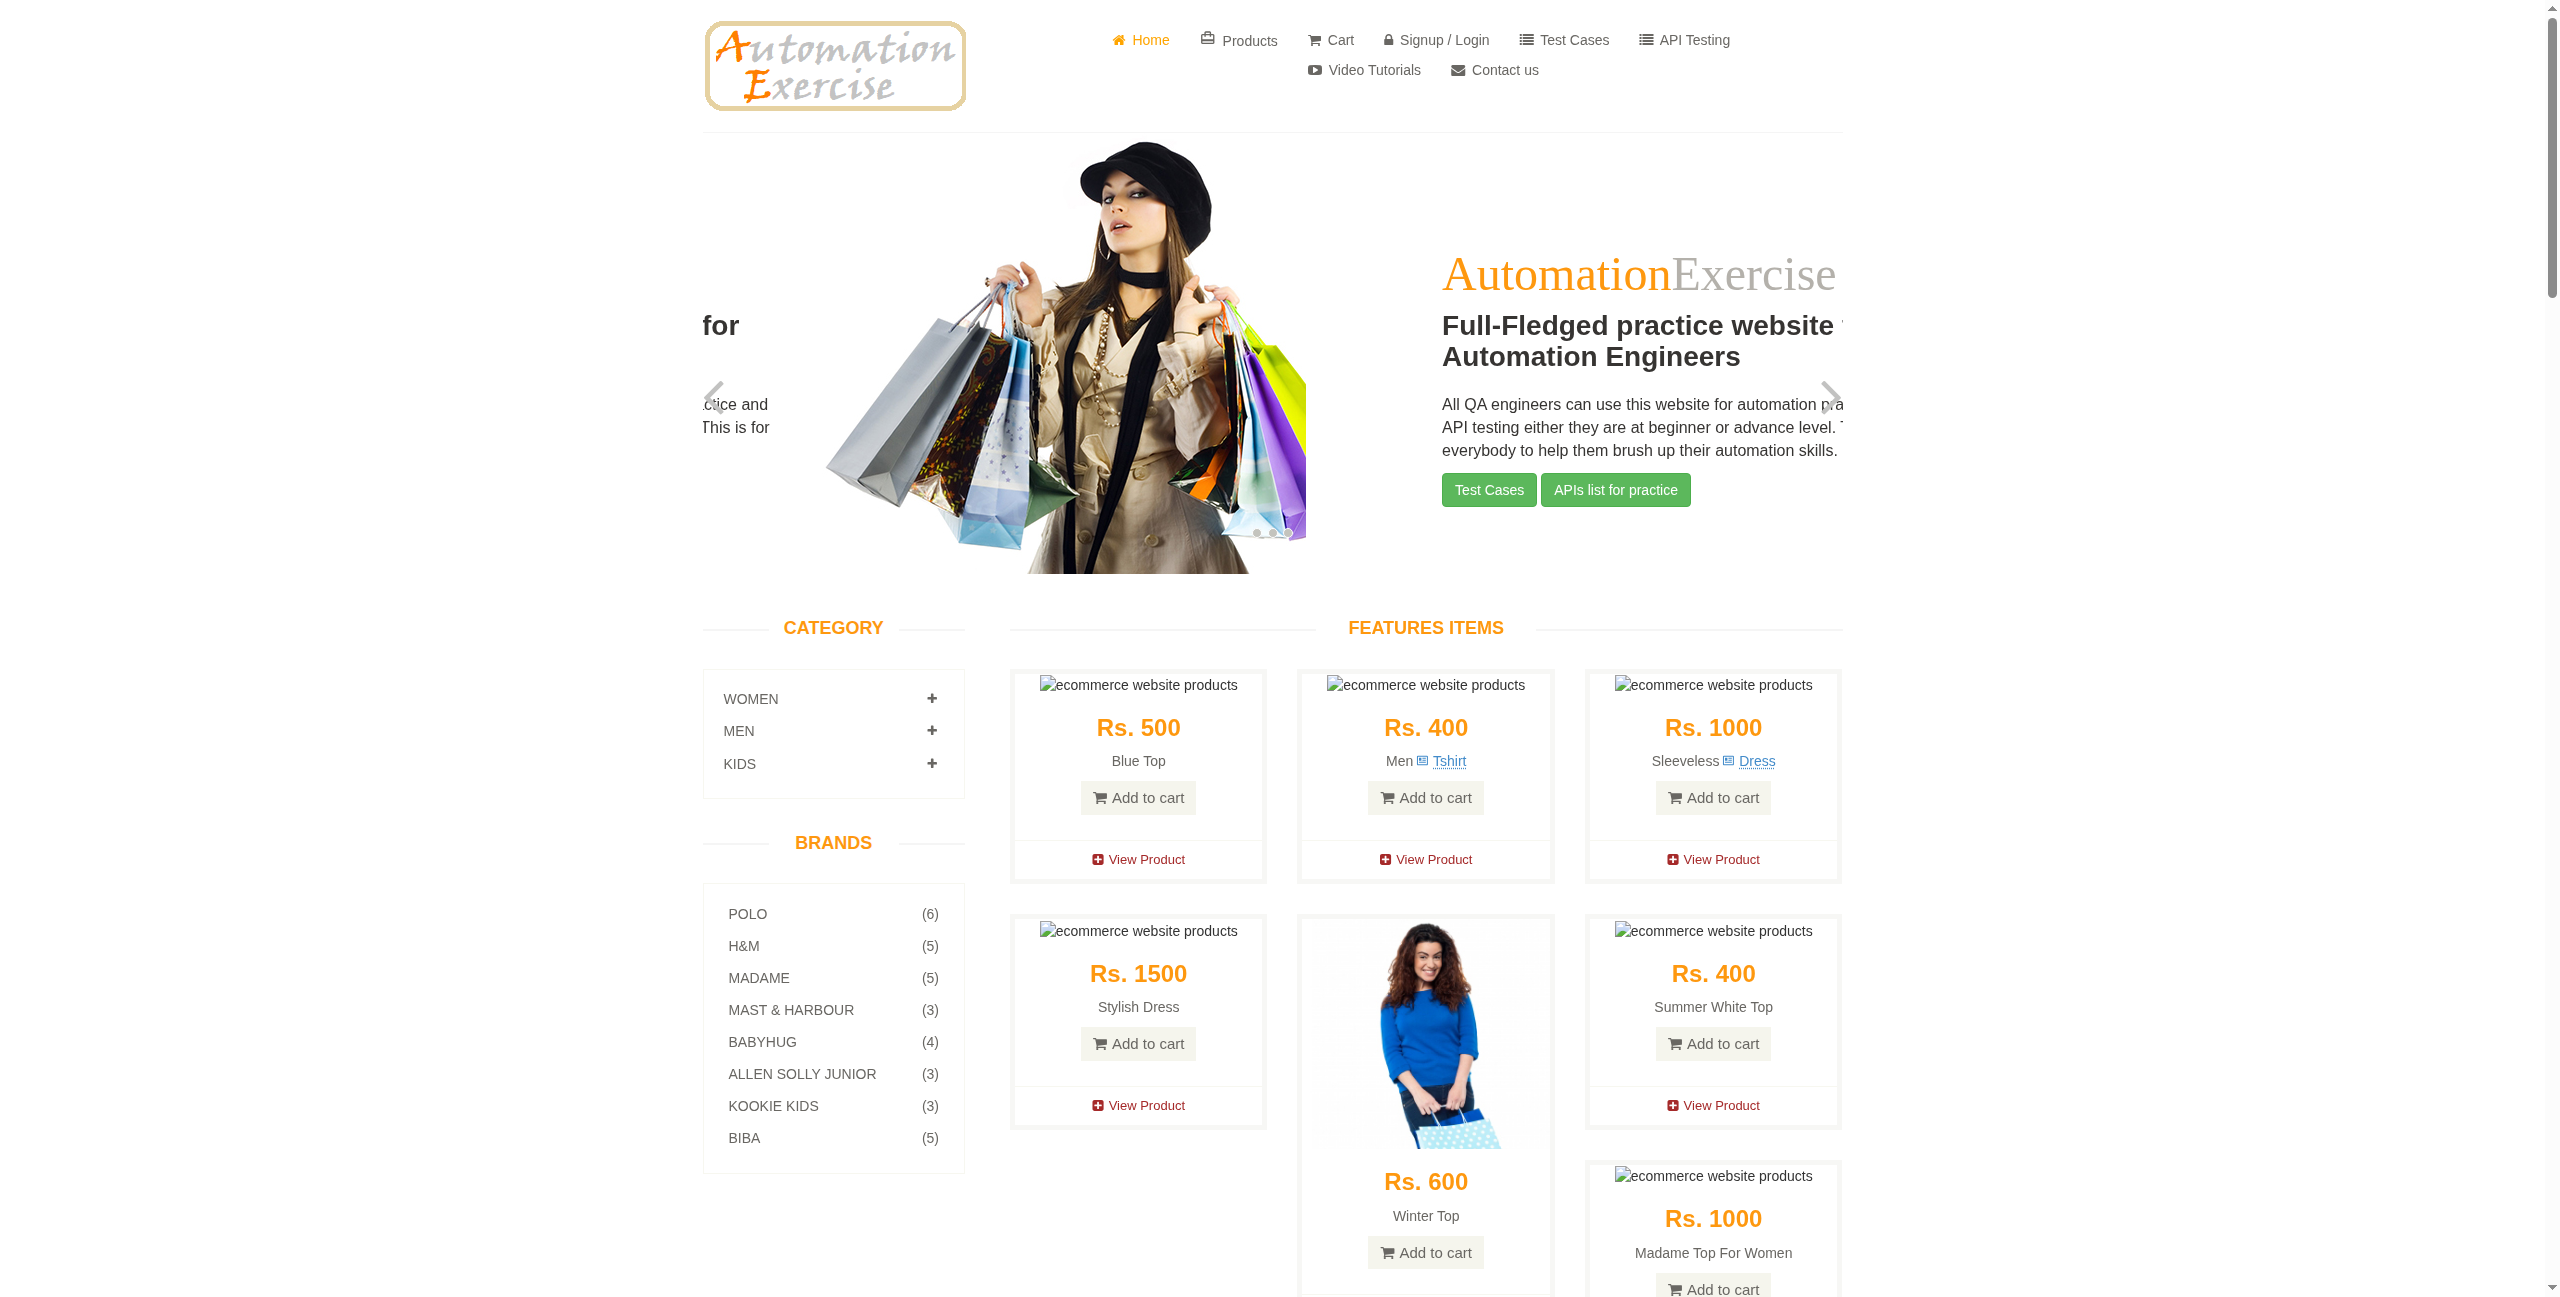 Automation
Exercise
Home
Products
Cart
Signup / Login
Test Cases
API Testing
Video Tutorials
Contact us
for
ctice and
This is for
AutomationExercise
Full-Fledged practice website
Automation Engineers
All QA engineers can use this website for automation pra
API testing either they are at beginner or advance level. T
everybody to help them brush up their automation skills.
Test Cases
APIs list for practice
CATEGORY
WOMEN
MEN
KIDS
BRANDS
POLO (6)
H&M (5)
MADAME (5)
MAST & HARBOUR (3)
BABYHUG (4)
ALLEN SOLLY JUNIOR (3)
KOOKIE KIDS (3)
BIBA (5)
FEATURES ITEMS
ecommerce website products
Rs. 500
Blue Top
Add to cart
View Product
ecommerce website products
Rs. 400
Men Tshirt
Add to cart
View Product
ecommerce website products
Rs. 1000
Sleeveless Dress
Add to cart
View Product
ecommerce website products
Rs. 1500
Stylish Dress
Add to cart
View Product
Rs. 600
Winter Top
Add to cart
ecommerce website products
Rs. 400
Summer White Top
Add to cart
View Product
ecommerce website products
Rs. 1000
Madame Top For Women
Add to cart